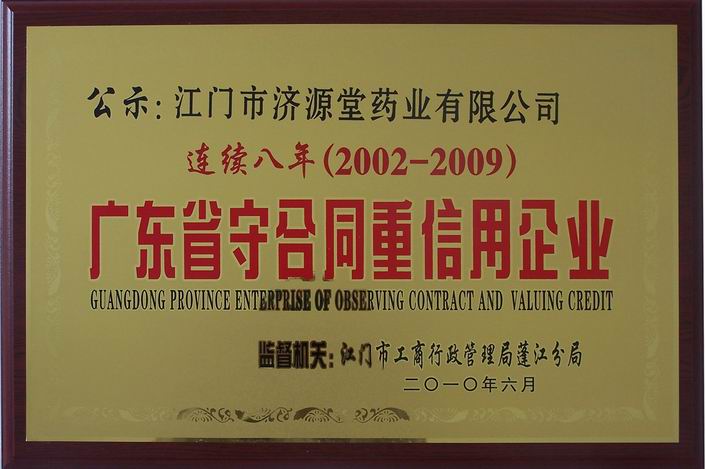 公示:江门市济源堂药业有限公司
连续八年(2002-2009)
广东省守合同重信用企业
GUANGDONG PROVINCE ENTERPRISE OF OBSERVING CONTRACT AND VALUING CREDIT
监督机关:江门市工商行政管理局蓬江分局
二〇一〇年六月